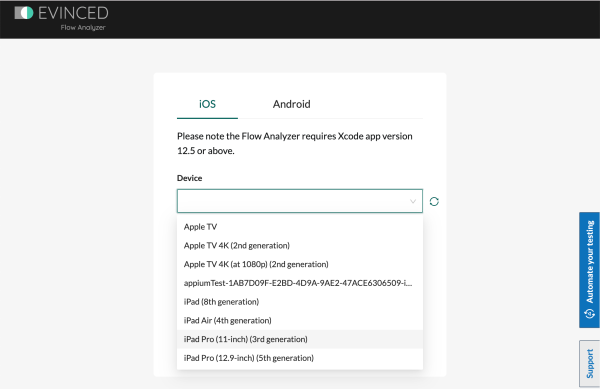 EVINCED
Flow Analyzer
iOS
Android
Please note the Flow Analyzer requires Xcode app version
12.5 or above.
Device
Apple TV
Apple TV 4K (2nd generation)
Apple TV 4K (at 1080p) (2nd generation)
appiumTest-1AB7D09F-E2BD-4D9A-9AE2-47ACE6306509-i...
iPad (8th generation)
iPad Air (4th generation)
iPad Pro (11-inch) (3rd generation)
iPad Pro (12.9-inch) (5th generation)
Automate your testing
Support